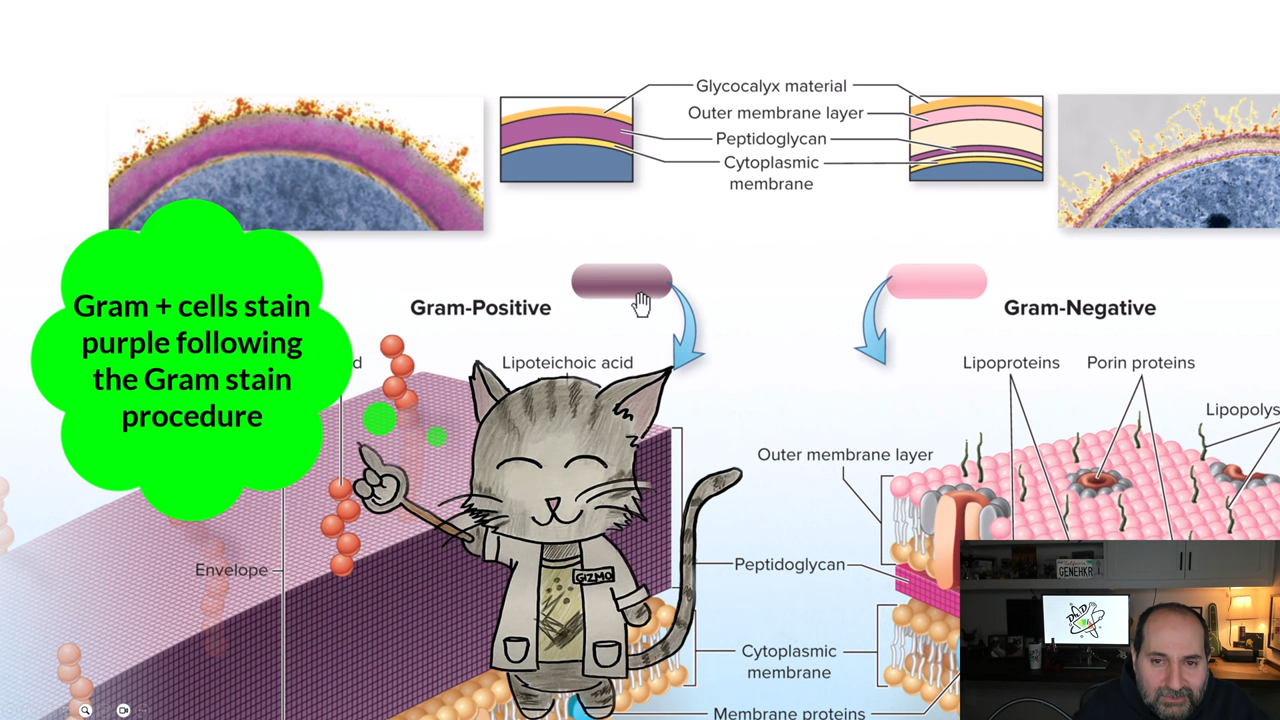 Glycocalyx material
Outer membrane layer
Peptidoglycan
Cytoplasmic
membrane
Gram + cells stain
purple following
the Gram stain
procedure
Gram-Positive
Gram-Negative
d
Lipoteichoic acid
Lipoproteins
Porin proteins
Lipopolys
Outer membrane layer
Envelope
Peptidoglycan
GIZMO
GENEHKR
Cytoplasmic
membrane
Membrane proteins